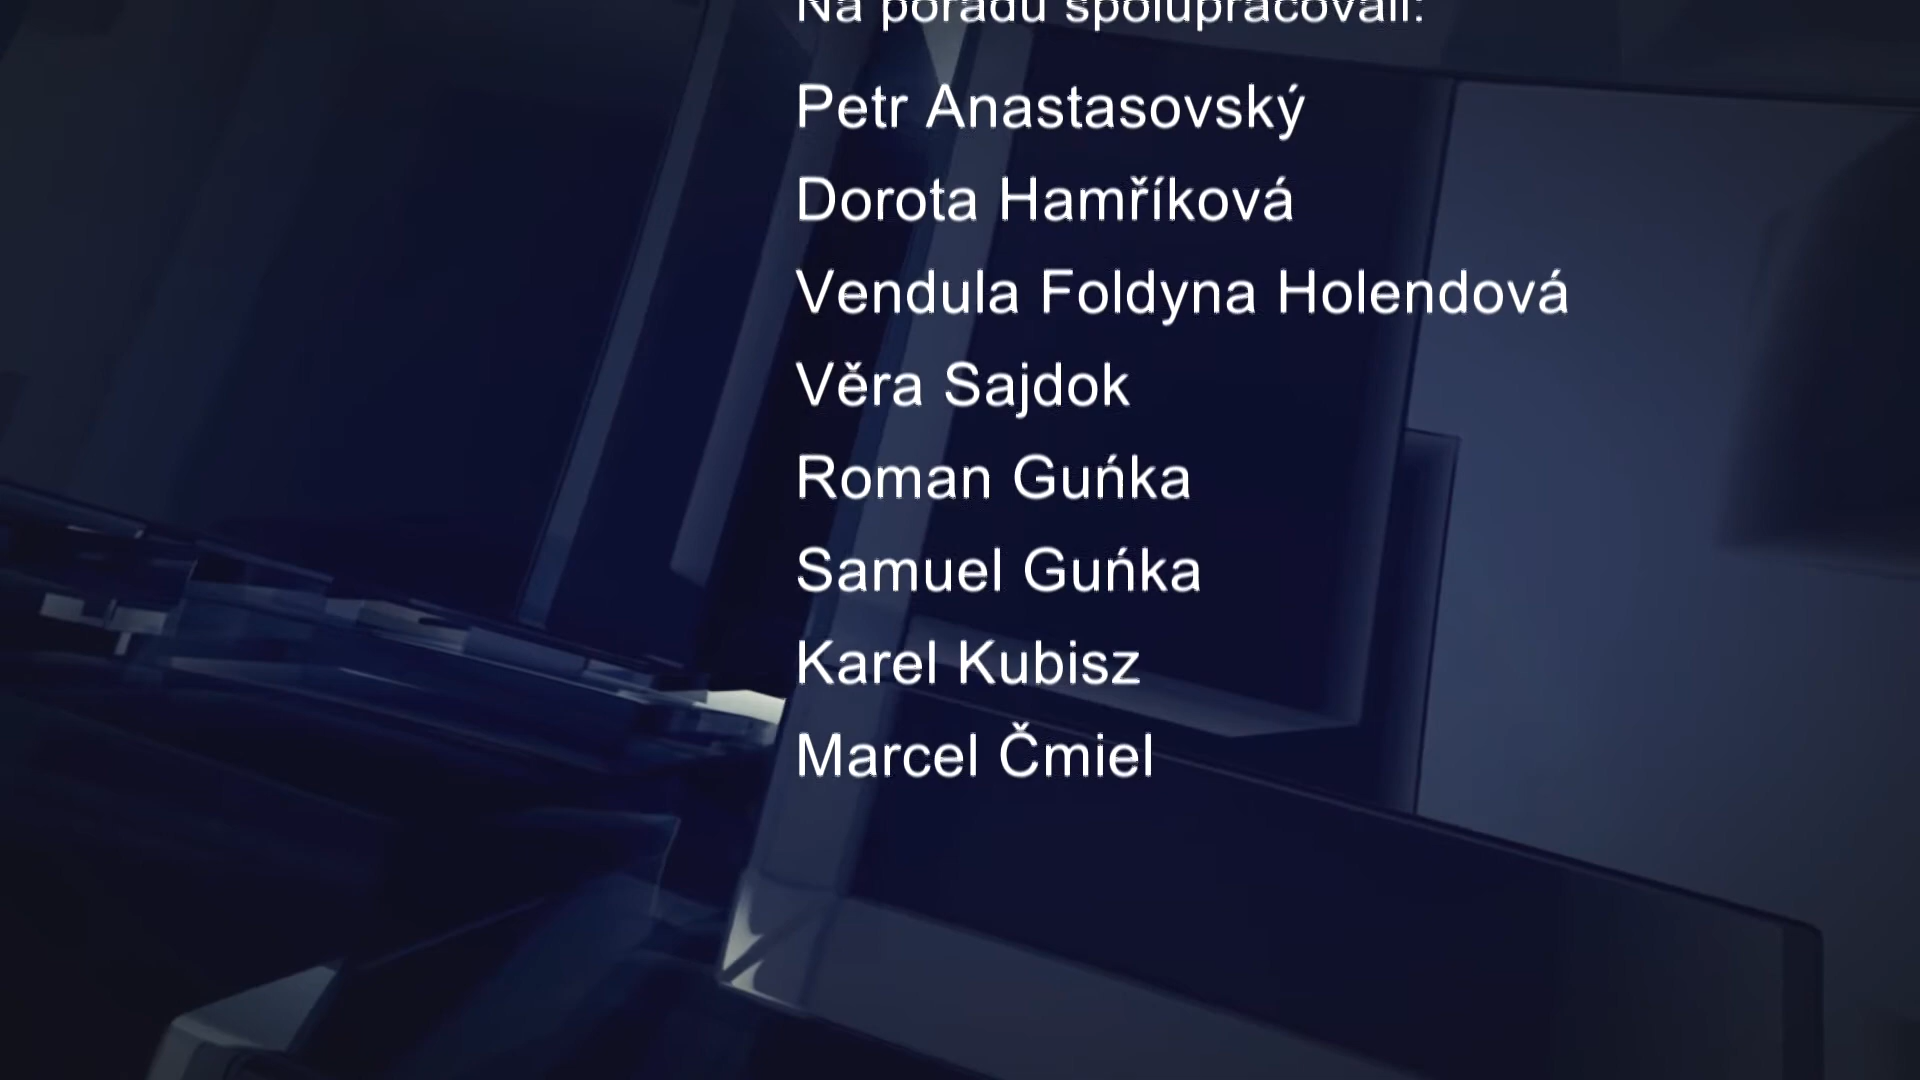 Na pořadu spolupracovali:
Petr Anastasovský
Dorota Hamříková
Vendula Foldyna Holendová
Věra Sajdok
Roman Guńka
Samuel Guńka
Karel Kubisz
Marcel Čmiel